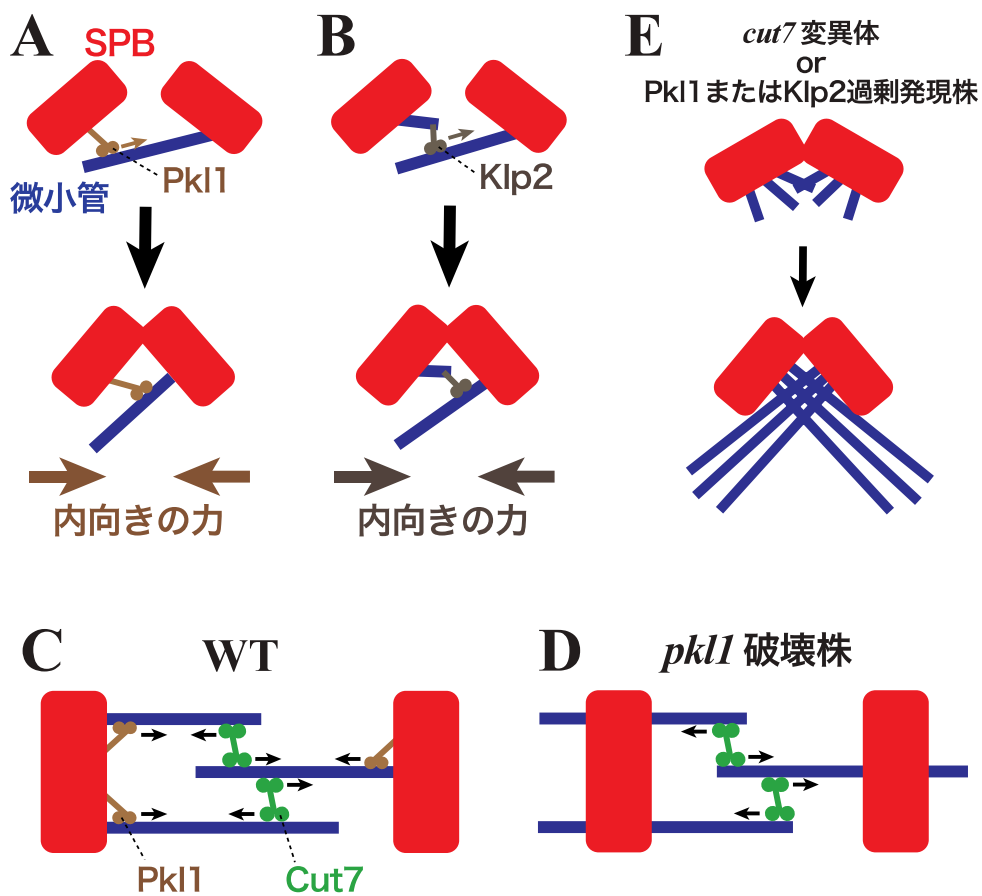 A
SPB
Pkl1
微小管
内向きの力
B
Klp2
内向きの力
E
cut7 変異体
or
Pkl1またはKlp2過剰発現株
C
WT
Pkl1
Cut7
D
pkl1 破壊株